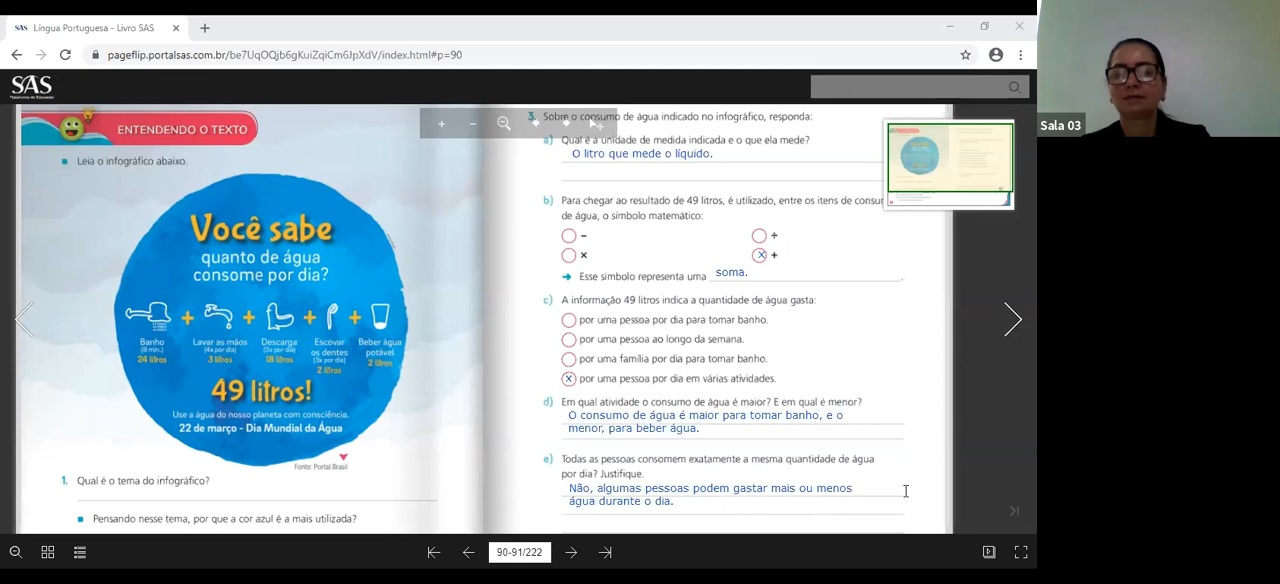 SAS Língua Portuguesa - Livro SAS
pageflip.portalsas.com.br/be7UqOQjb6gKuiZqiCm6JpXdV/index.html#p=90
SAS
ENTENDENDO O TEXTO
Leia o infográfico abaixo.
Você sabe
quanto de água
consome por dia?
+ + + +
Banho
(8 min.)
24 litros
Lavar as mãos
(4x por dia)
3 litros
Descarga
(3x por dia)
18 litros
Escovar
os dentes
(3x por dia)
2 litros
Beber água
potável
2 litros
49 litros!
Use a água do nosso planeta com consciência.
22 de março - Dia Mundial da Água
Fonte: Portal Brasil
1. Qual é o tema do infográfico?
Pensando nesse tema, por que a cor azul é a mais utilizada?
3. Sobre o consumo de água indicado no infográfico, responda:
a) Qual é a unidade de medida indicada e o que ela mede?
O litro que mede o líquido.
b) Para chegar ao resultado de 49 litros, é utilizado, entre os itens de consu
de água, o símbolo matemático:
- ÷
× x +
Esse símbolo representa uma soma.
c) A informação 49 litros indica a quantidade de água gasta:
por uma pessoa por dia para tomar banho.
por uma pessoa ao longo da semana.
por uma família por dia para tomar banho.
x por uma pessoa por dia em várias atividades.
d) Em qual atividade o consumo de água é maior? E em qual é menor?
O consumo de água é maior para tomar banho, e o
menor, para beber água.
e) Todas as pessoas consomem exatamente a mesma quantidade de água
por dia? Justifique.
Não, algumas pessoas podem gastar mais ou menos
água durante o dia.
90-91/222
Sala 03